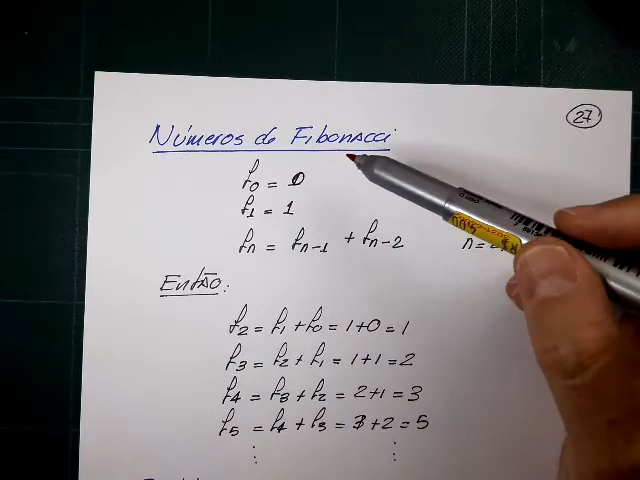 27
Números de Fibonacci
f0 = 0
f1 = 1
fn = fn-1 + fn-2
Então:
f2 = f1 + f0 = 1+0 = 1
f3 = f2 + f1 = 1+1 = 2
f4 = f3 + f2 = 2+1 = 3
f5 = f4 + f3 = 3+2 = 5
⋮ ⋮